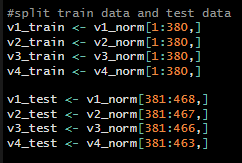 #split train data and test data
v1_train <- v1_norm[1:380,]
v2_train <- v2_norm[1:380,]
v3_train <- v3_norm[1:380,]
v4_train <- v4_norm[1:380,]
v1_test <- v1_norm[381:468,]
v2_test <- v2_norm[381:467,]
v3_test <- v3_norm[381:466,]
v4_test <- v4_norm[381:463,]